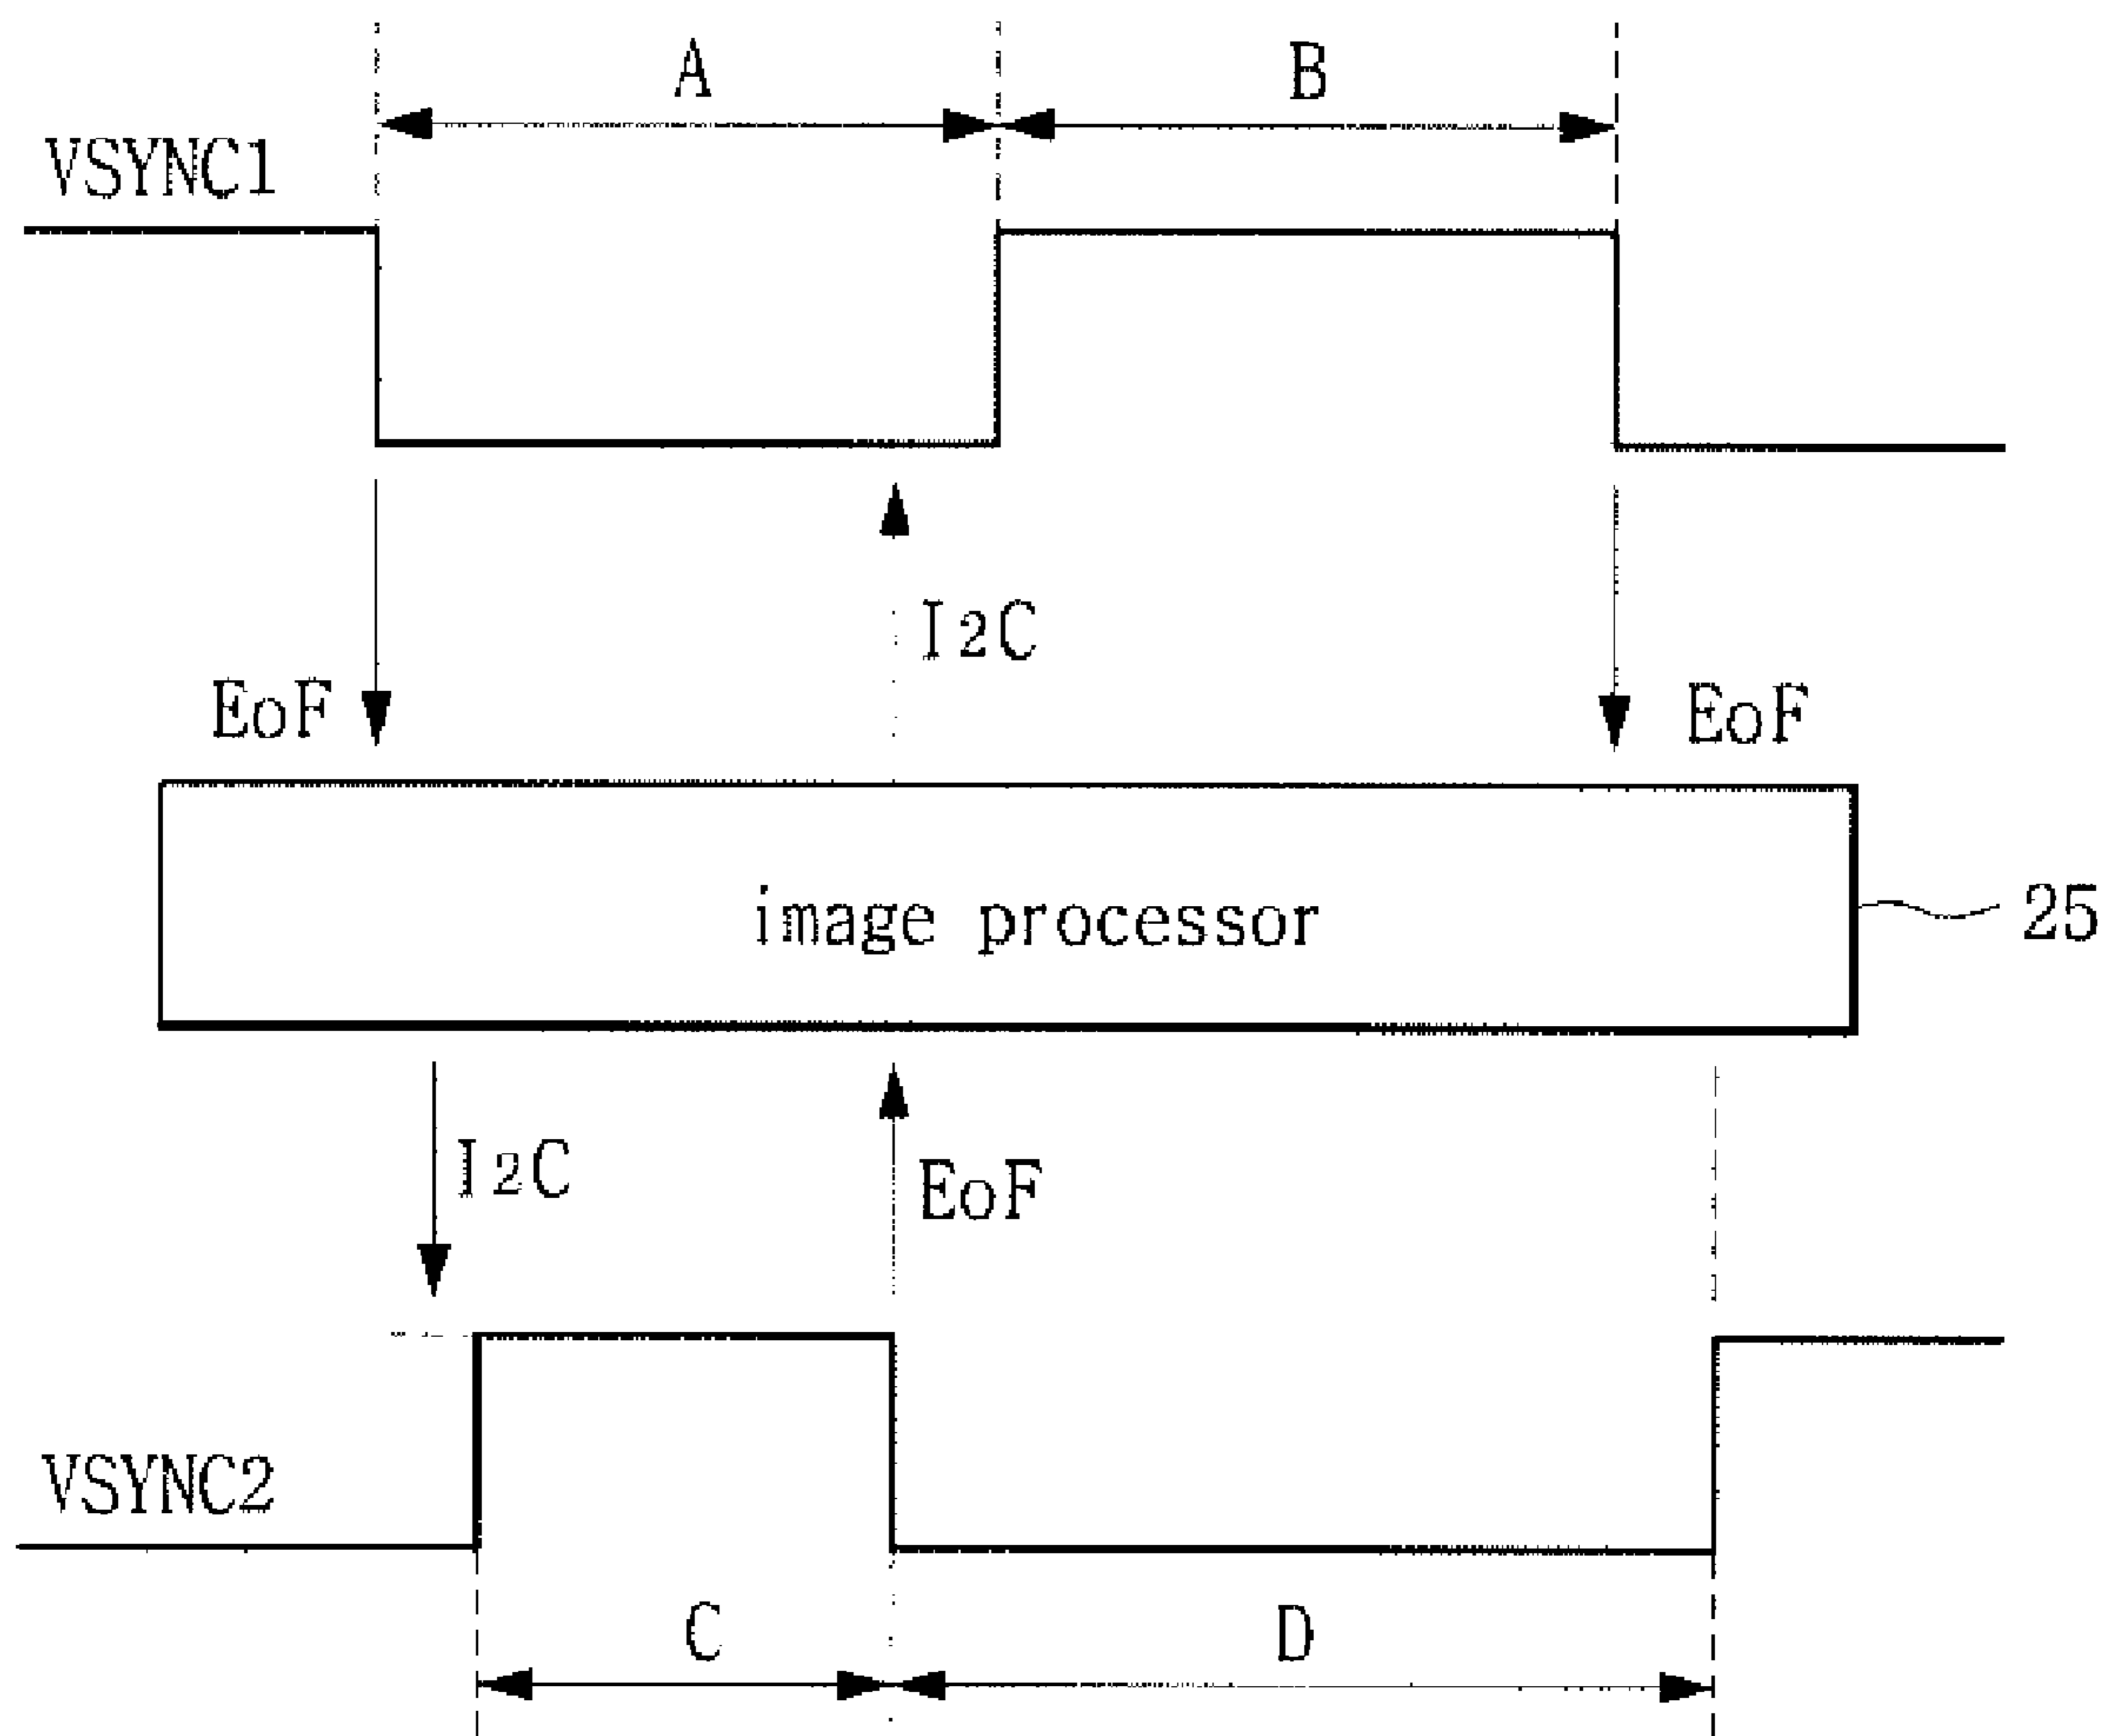 A
B
VSYNC1
I2C
EoF
EoF
image processor
25
I2C
EoF
VSYNC2
C
D